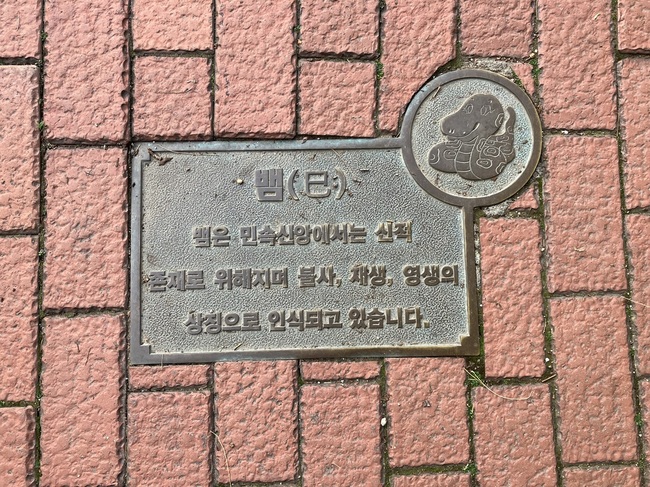 뱀(巳)
뱀은 민속신앙에서는 신적
존재로 위해지며 불사, 재생, 영생의
상징으로 인식되고 있습니다.